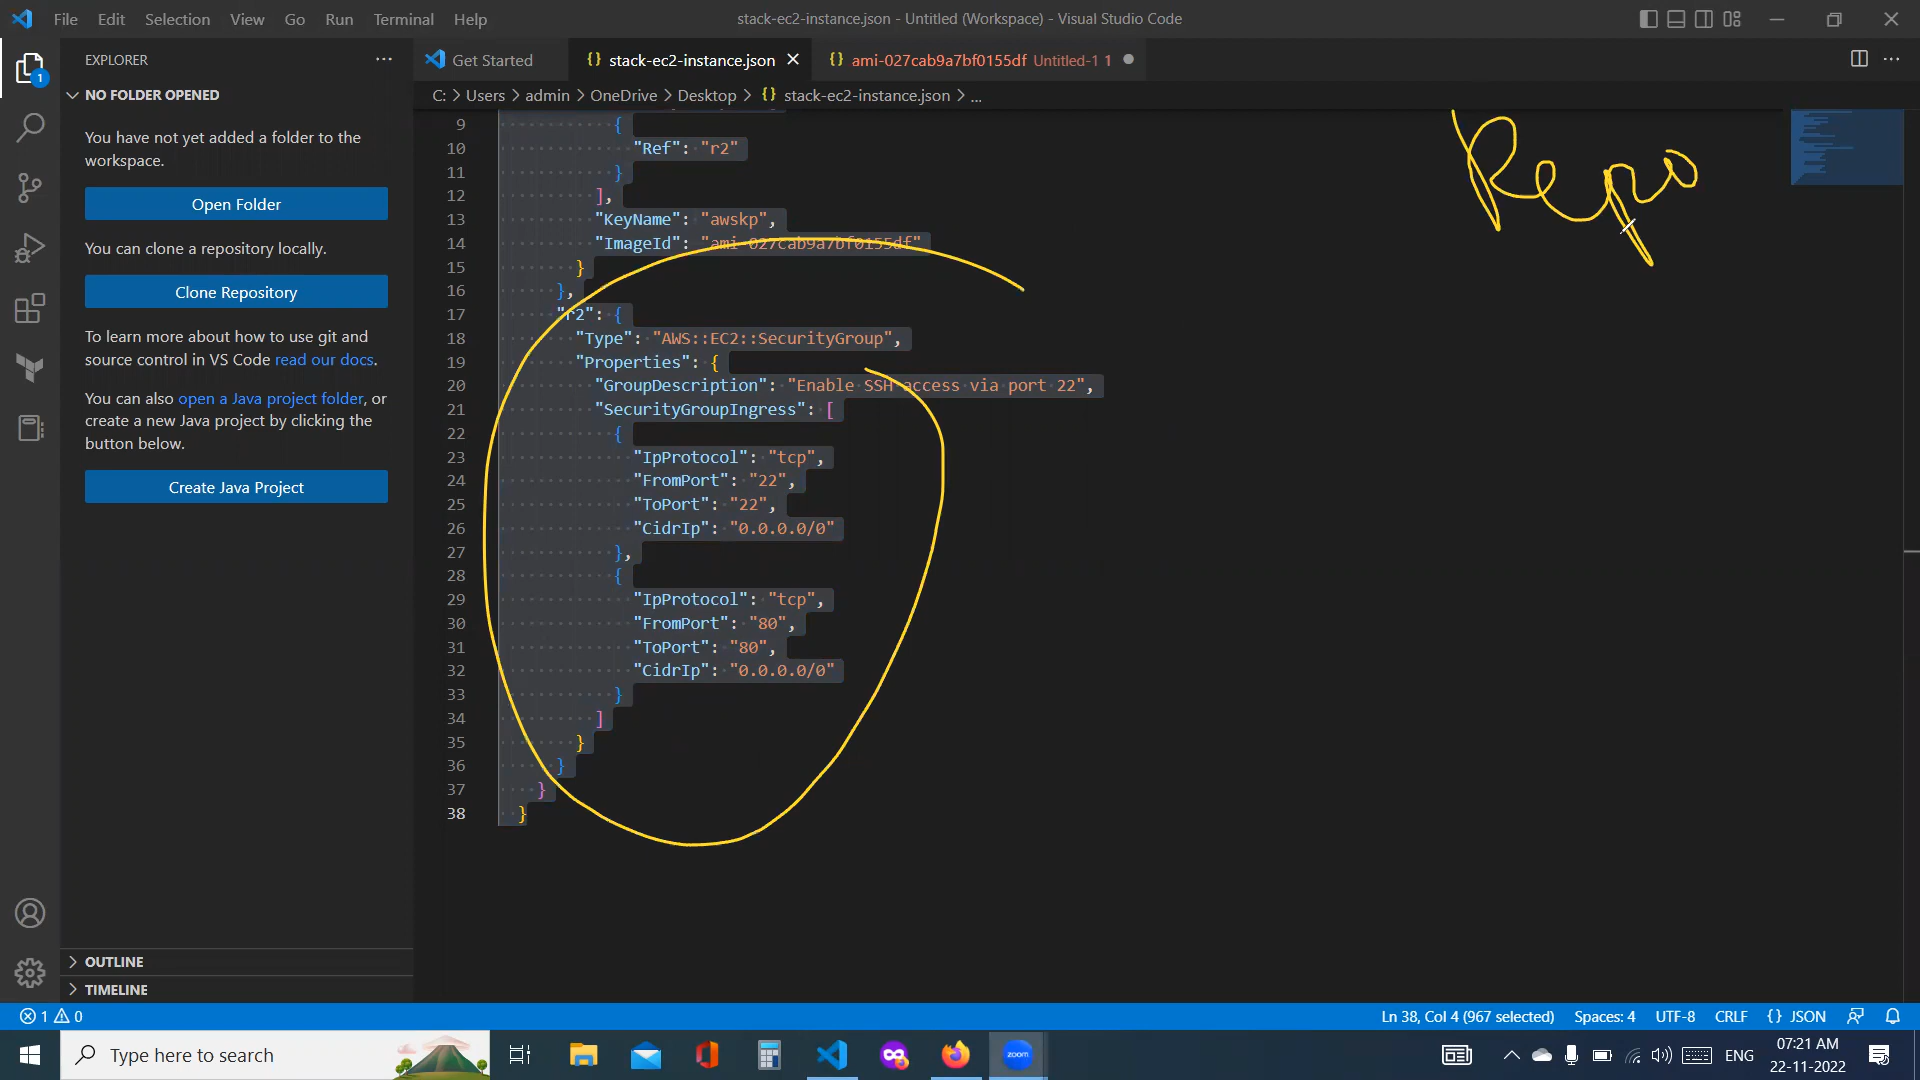 File Edit Selection View Go Run Terminal Help
stack-ec2-instance.json - Untitled (Workspace) - Visual Studio Code
EXPLORER
Get Started
{} stack-ec2-instance.json
{} ami-027cab9a7bf0155df Untitled-1 1
NO FOLDER OPENED
C: > Users > admin > OneDrive > Desktop > {} stack-ec2-instance.json > ...
You have not yet added a folder to the
workspace.
Open Folder
You can clone a repository locally.
Clone Repository
To learn more about how to use git and
source control in VS Code read our docs.
You can also open a Java project folder, or
create a new Java project by clicking the
button below.
Create Java Project
OUTLINE
TIMELINE
9 {
10 "Ref": "r2"
11 }
12 ],
13 "KeyName": "awskp",
14 "ImageId": "ami-027cab9a7bf0155df"
15 }
16 },
17 "r2": {
18 "Type": "AWS::EC2::SecurityGroup",
19 "Properties": {
20 "GroupDescription": "Enable SSH access via port 22",
21 "SecurityGroupIngress": [
22 {
23 "IpProtocol": "tcp",
24 "FromPort": "22",
25 "ToPort": "22",
26 "CidrIp": "0.0.0.0/0"
27 },
28 {
29 "IpProtocol": "tcp",
30 "FromPort": "80",
31 "ToPort": "80",
32 "CidrIp": "0.0.0.0/0"
33 }
34 ]
35 }
36 }
37 }
38 }
Repo
1 0
Ln 38, Col 4 (967 selected) Spaces: 4 UTF-8 CRLF {} JSON
Type here to search
zoom
ENG
07:21 AM
22-11-2022